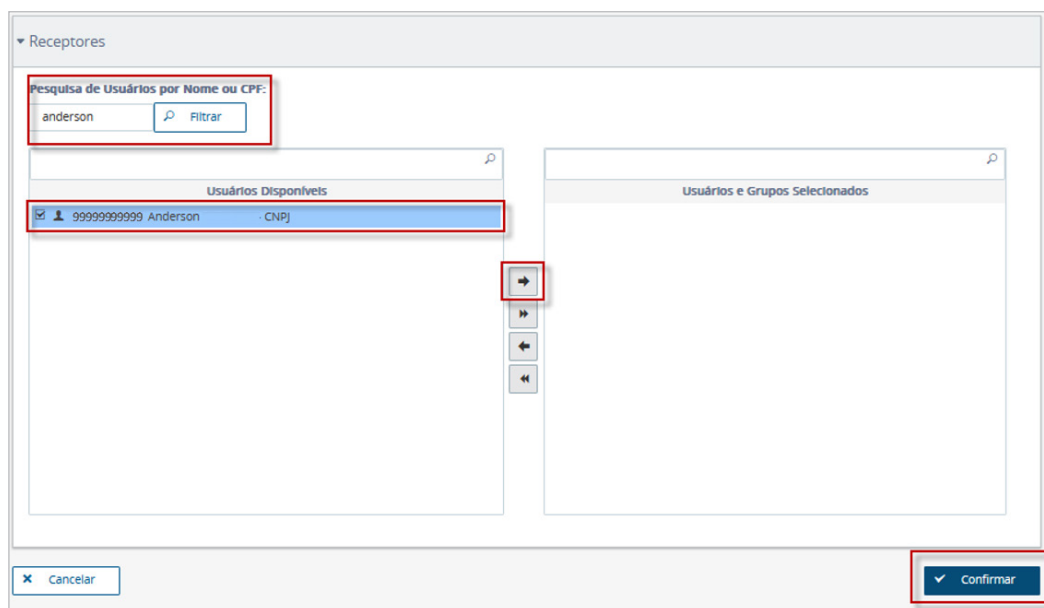 Receptores
Pesquisa de Usuários por Nome ou CPF:
anderson
Filtrar
Usuários Disponíveis
Usuários e Grupos Selecionados
99999999999 Anderson - CNPJ
Cancelar
Confirmar